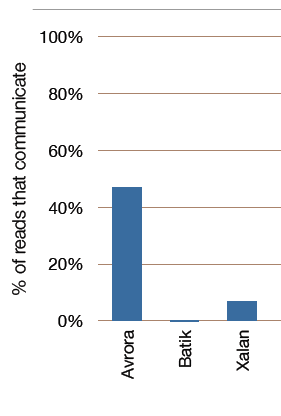 % of reads that communicate
100%
80%
60%
40%
20%
0%
Avrora
Batik
Xalan